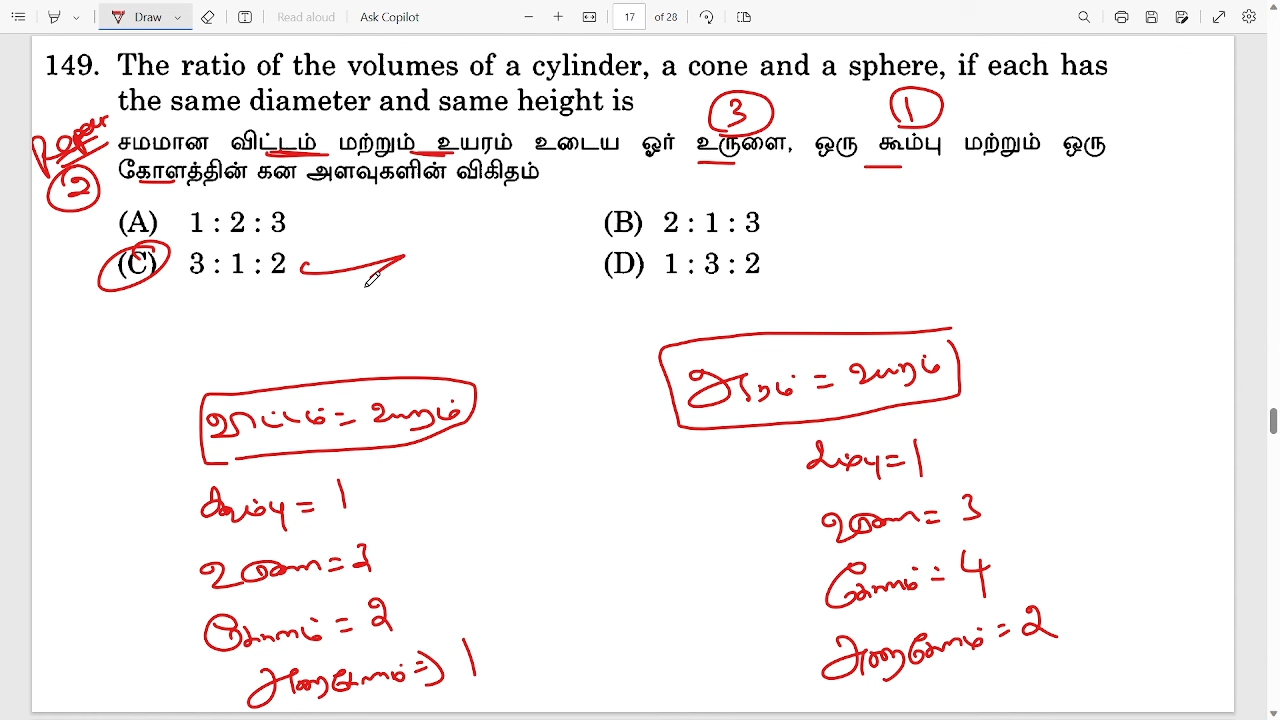 Draw
Read aloud
Ask Copilot
17 of 28
149. The ratio of the volumes of a cylinder, a cone and a sphere, if each has
the same diameter and same height is
3
1
Paper
2
சமமான விட்டம் மற்றும் உயரம் உடைய ஓர் உருளை, ஒரு கூம்பு மற்றும் ஒரு
கோளத்தின் கன அளவுகளின் விகிதம்
(A) 1 : 2 : 3
(B) 2 : 1 : 3
(C) 3 : 1 : 2
(D) 1 : 3 : 2
விட்டம் = உயரம்
கூம்பு = 1
உருளை = 3
கோளம் = 2
அரைகோளம் => 1
ஆரம் = உயரம்
கூம்பு = 1
உருளை = 3
கோளம் = 4
அரைகோளம் = 2